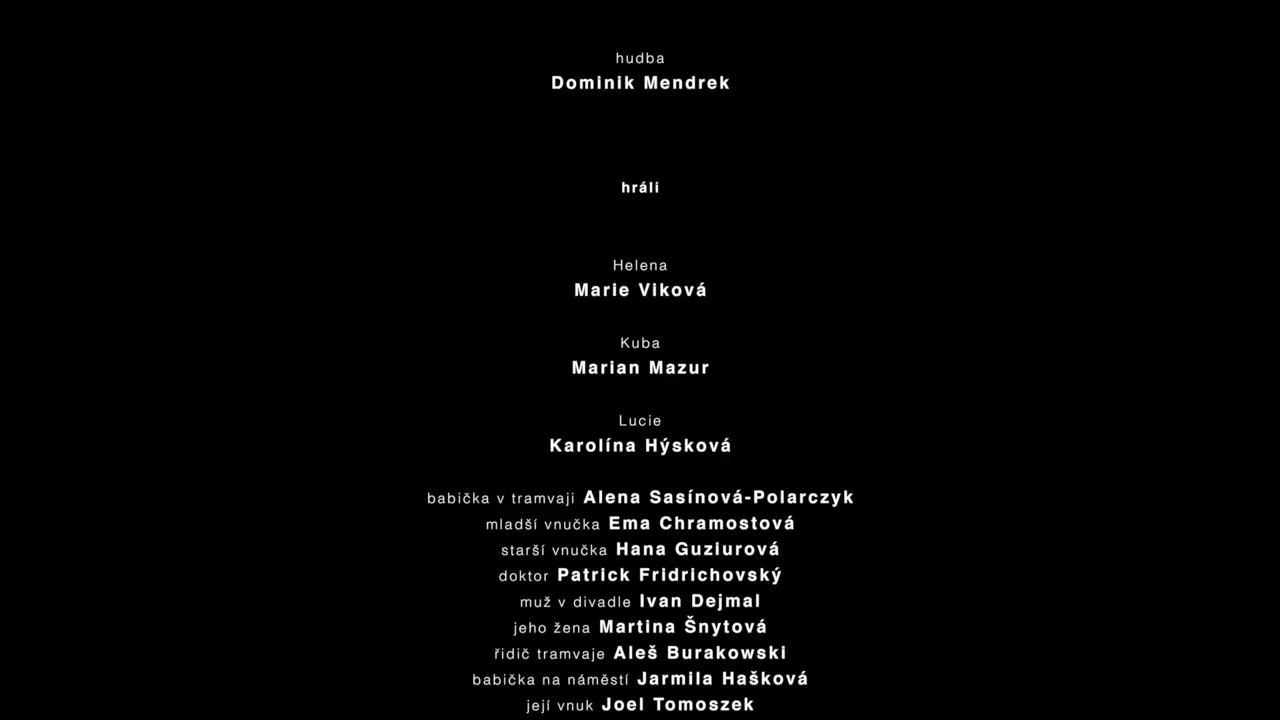 hudba
Dominik Mendrek
hráli
Helena
Marie Viková
Kuba
Marian Mazur
Lucie
Karolína Hýsková
babička v tramvaji Alena Sasínová-Polarczyk
mladší vnučka Ema Chramostová
starší vnučka Hana Guziurová
doktor Patrick Fridrichovský
muž v divadle Ivan Dejmal
jeho žena Martina Šnytová
řidič tramvaje Aleš Burakowski
babička na náměstí Jarmila Hašková
její vnuk Joel Tomoszek